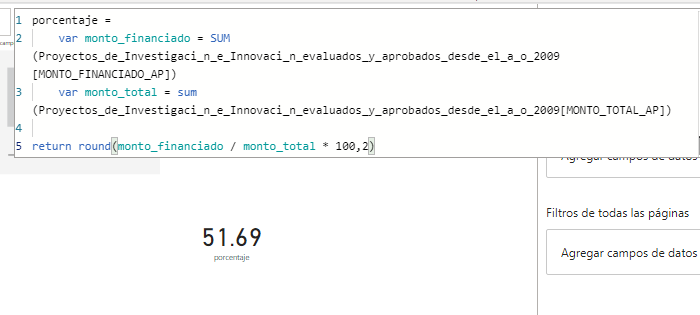 1 porcentaje =
2 var monto_financiado = SUM
(Proyectos_de_Investigaci_n_e_Innovaci_n_evaluados_y_aprobados_desde_el_a_o_2009
[MONTO_FINANCIADO_AP])
3 var monto_total = sum
(Proyectos_de_Investigaci_n_e_Innovaci_n_evaluados_y_aprobados_desde_el_a_o_2009[MONTO_TOTAL_AP])
4
5 return round(monto_financiado / monto_total * 100,2)
camp
Agregar campos de datos
51.69
porcentaje
Filtros de todas las páginas
Agregar campos de datos